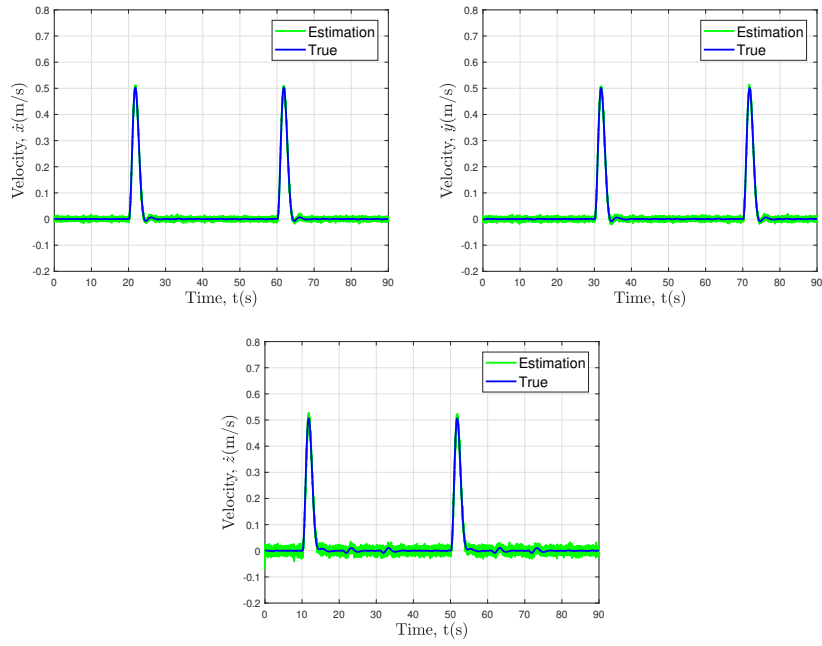 0.8
0.7
0.6
0.5
0.4
0.3
0.2
0.1
0
-0.1
-0.2
Velocity, ẋ(m/s)
Estimation
True
0 10 20 30 40 50 60 70 80 90
Time, t(s)
0.8
0.7
0.6
0.5
0.4
0.3
0.2
0.1
0
-0.1
-0.2
Velocity, ẏ(m/s)
Estimation
True
0 10 20 30 40 50 60 70 80 90
Time, t(s)
0.8
0.7
0.6
0.5
0.4
0.3
0.2
0.1
0
-0.1
-0.2
Velocity, ż(m/s)
Estimation
True
0 10 20 30 40 50 60 70 80 90
Time, t(s)